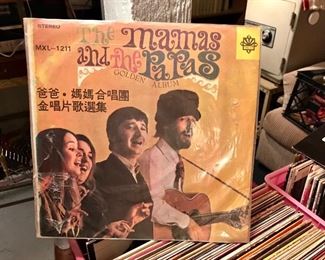 STEREO
MXL-1211
The mamas
and the PaPas
GOLDEN ALBUM
爸爸·媽媽合唱團
金唱片歌選集